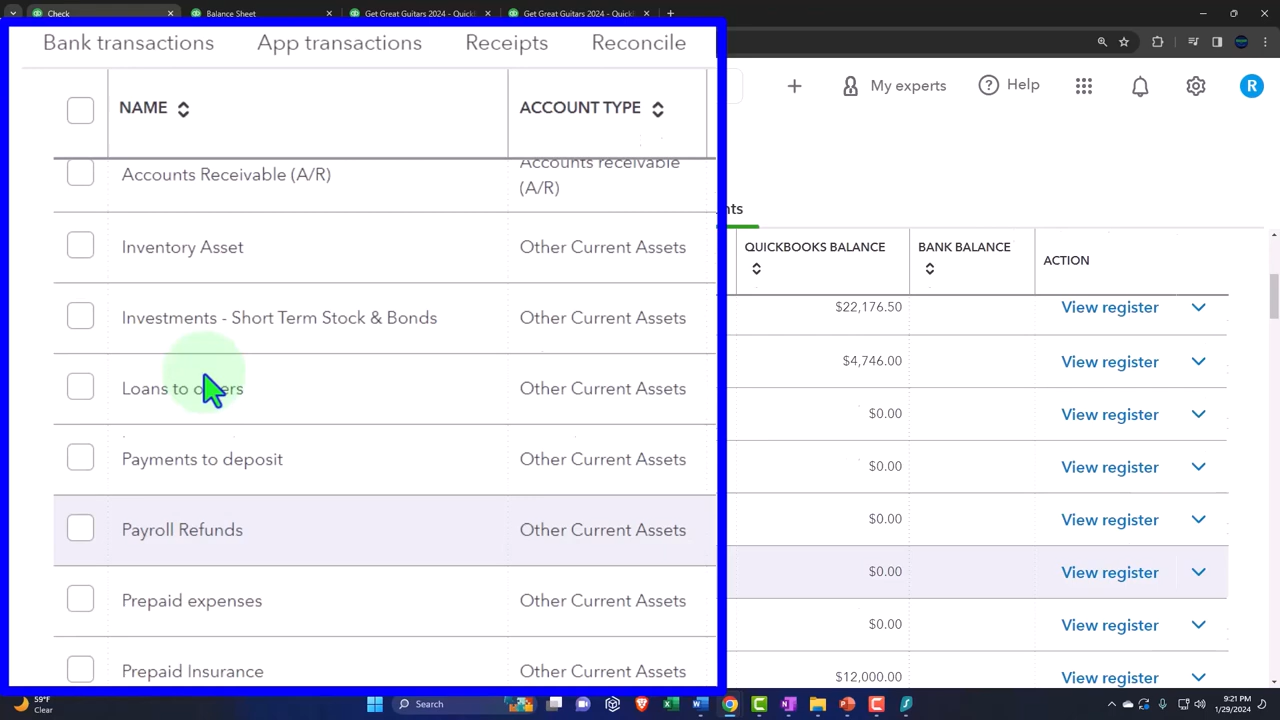 Check
Balance Sheet
Get Great Guitars 2024 - Quickl
Get Great Guitars 2024 - Quickl
Bank transactions App transactions Receipts Reconcile
My experts Help R
NAME ACCOUNT TYPE
QUICKBOOKS BALANCE BANK BALANCE ACTION
Accounts Receivable (A/R) Accounts receivable
(A/R)
$22,176.50 View register
Inventory Asset Other Current Assets
$4,746.00 View register
Investments - Short Term Stock & Bonds Other Current Assets
$0.00 View register
Loans to others Other Current Assets
$0.00 View register
Payments to deposit Other Current Assets
$0.00 View register
Payroll Refunds Other Current Assets
$0.00 View register
Prepaid expenses Other Current Assets
$0.00 View register
Prepaid Insurance Other Current Assets
$12,000.00 View register
59°F
Clear
Search
9:21 PM
1/21/2024